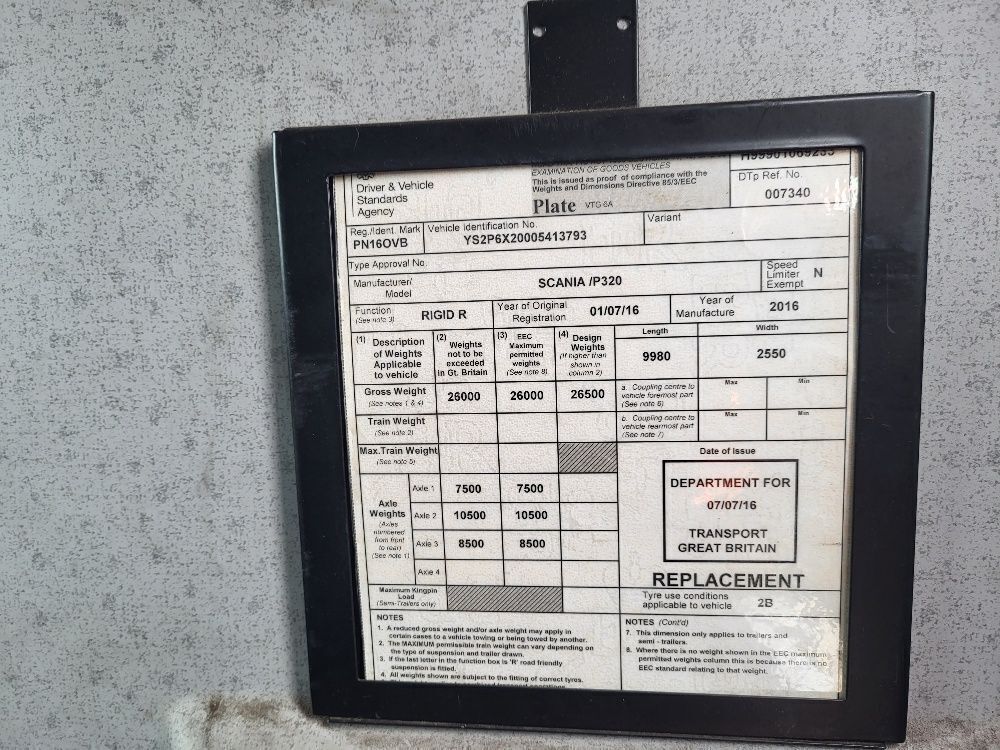 EXAMINATION OF GOODS VEHICLES
Driver & Vehicle
Standards
Agency
This is issued as proof of compliance with the
Weights and Dimensions Directive 85/3/EEC
Plate VTG 6A
DTp Ref. No.
007340
Reg./Ident. Mark
PN16OVB
Vehicle Identification No.
YS2P6X20005413793
Variant
Type Approval No.
Manufacturer/
Model
SCANIA /P320
Speed
Limiter
Exempt
N
Function
(See note 3)
RIGID R
Year of Original
Registration
01/07/16
Year of
Manufacture
2016
(1) Description
of Weights
Applicable
to vehicle
(2) Weights
not to be
exceeded
in Gt. Britain
(3) EEC
Maximum
permitted
weights
(See note 8)
(4) Design
Weights
(if higher than
shown in
column 2)
Length
9980
Width
2550
Gross Weight
(See notes 1 & 4)
26000
26000
26500
a. Coupling centre to
vehicle foremost part
(See note 6)
Max
Min
Train Weight
(See note 2)
b. Coupling centre to
vehicle rearmost part
(See note 7)
Max
Min
Max.Train Weight
(See note 5)
Axle
Weights
(Axles
numbered
from front
to rear)
(See note 1)
Axle 1
7500
7500
Axle 2
10500
10500
Axle 3
8500
8500
Axle 4
Maximum Kingpin
Load
(Semi-Trailers only)
Date of Issue
DEPARTMENT FOR
07/07/16
TRANSPORT
GREAT BRITAIN
REPLACEMENT
Tyre use conditions
applicable to vehicle
2B
NOTES
1. A reduced gross weight and/or axle weight may apply in
certain cases to a vehicle towing or being towed by another.
2. The MAXIMUM permissible train weight can vary depending on
the type of suspension and trailer drawn.
3. If the last letter in the function box is 'R' road friendly
suspension is fitted.
4. All weights shown are subject to the fitting of correct tyres.
NOTES (Cont'd)
7. This dimension only applies to trailers and
semi - trailers.
8. Where there is no weight shown in the EEC maximum
permitted weights column this is because there is no
EEC standard relating to that weight.